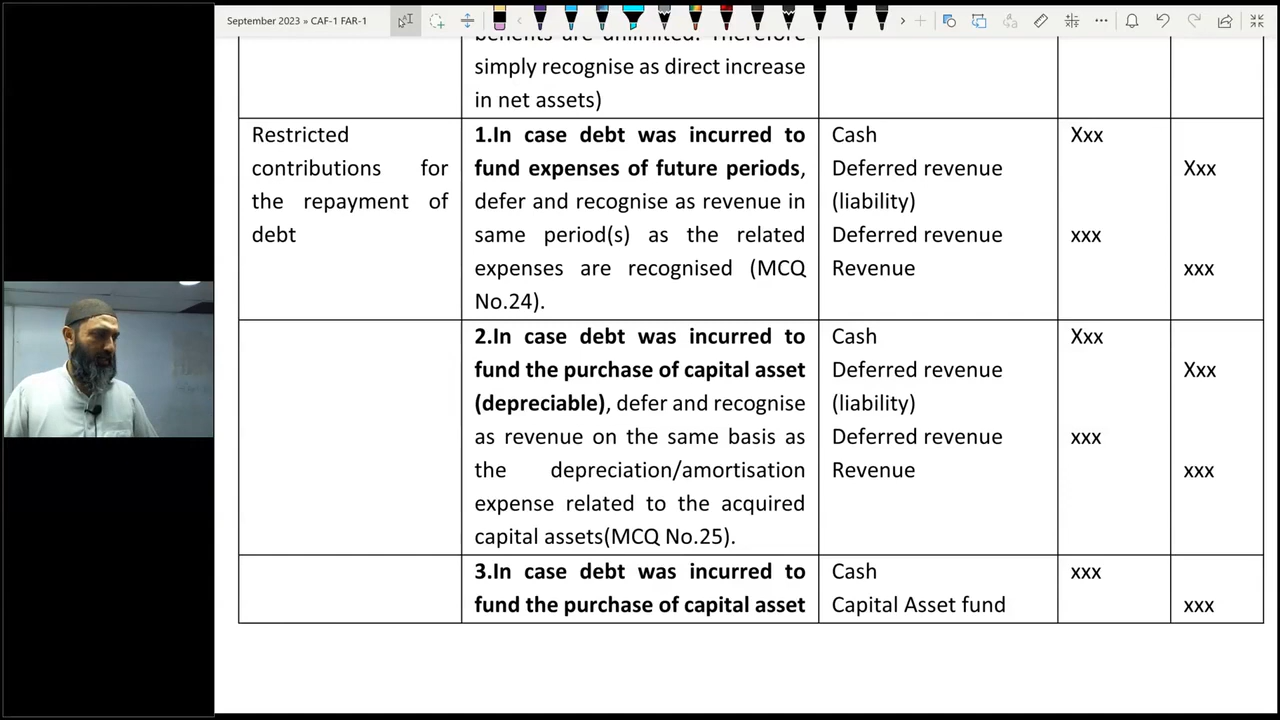 September 2023 » CAF-1 FAR-1
benefits are unlimited. Therefore
simply recognise as direct increase
in net assets)
Restricted
contributions for
the repayment of
debt
1.In case debt was incurred to
fund expenses of future periods,
defer and recognise as revenue in
same period(s) as the related
expenses are recognised (MCQ
No.24).
Cash
Deferred revenue
(liability)
Deferred revenue
Revenue
Xxx
xxx
Xxx
xxx
2.In case debt was incurred to
fund the purchase of capital asset
(depreciable), defer and recognise
as revenue on the same basis as
the depreciation/amortisation
expense related to the acquired
capital assets(MCQ No.25).
Cash
Deferred revenue
(liability)
Deferred revenue
Revenue
Xxx
xxx
Xxx
xxx
3.In case debt was incurred to
fund the purchase of capital asset
Cash
Capital Asset fund
xxx
xxx